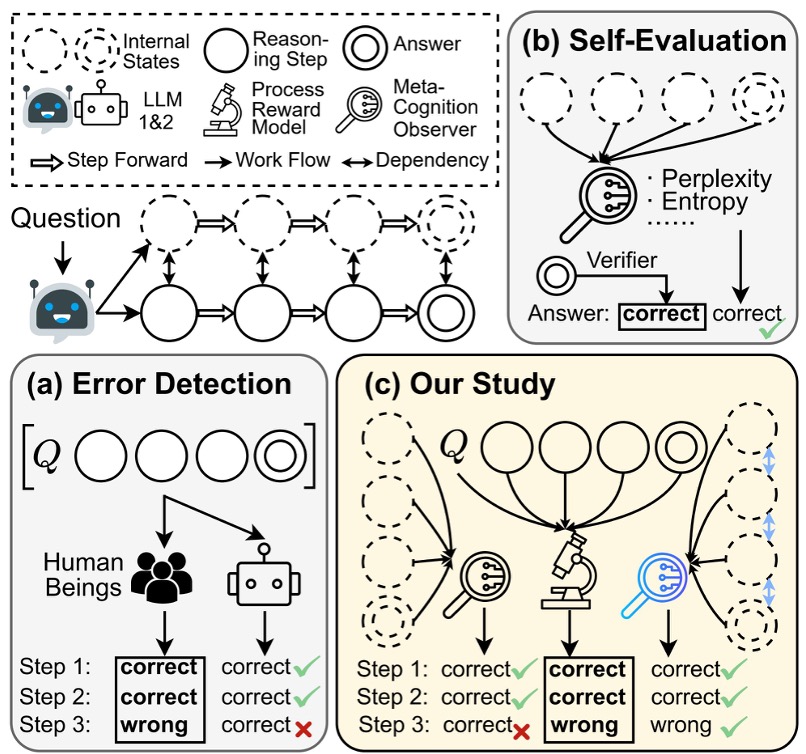 Internal States
Reason-
ing Step
Answer
LLM
1&2
Process
Reward
Model
Meta-
Cognition
Observer
Step Forward
Work Flow
Dependency
Question
(b) Self-Evaluation
· Perplexity
· Entropy
......
Verifier
Answer: correct correct
(a) Error Detection
[Q ]
Human
Beings
Step 1: correct correct
Step 2: correct correct
Step 3: wrong correct
(c) Our Study
Q
Step 1: correct correct correct
Step 2: correct correct correct
Step 3: correct wrong wrong